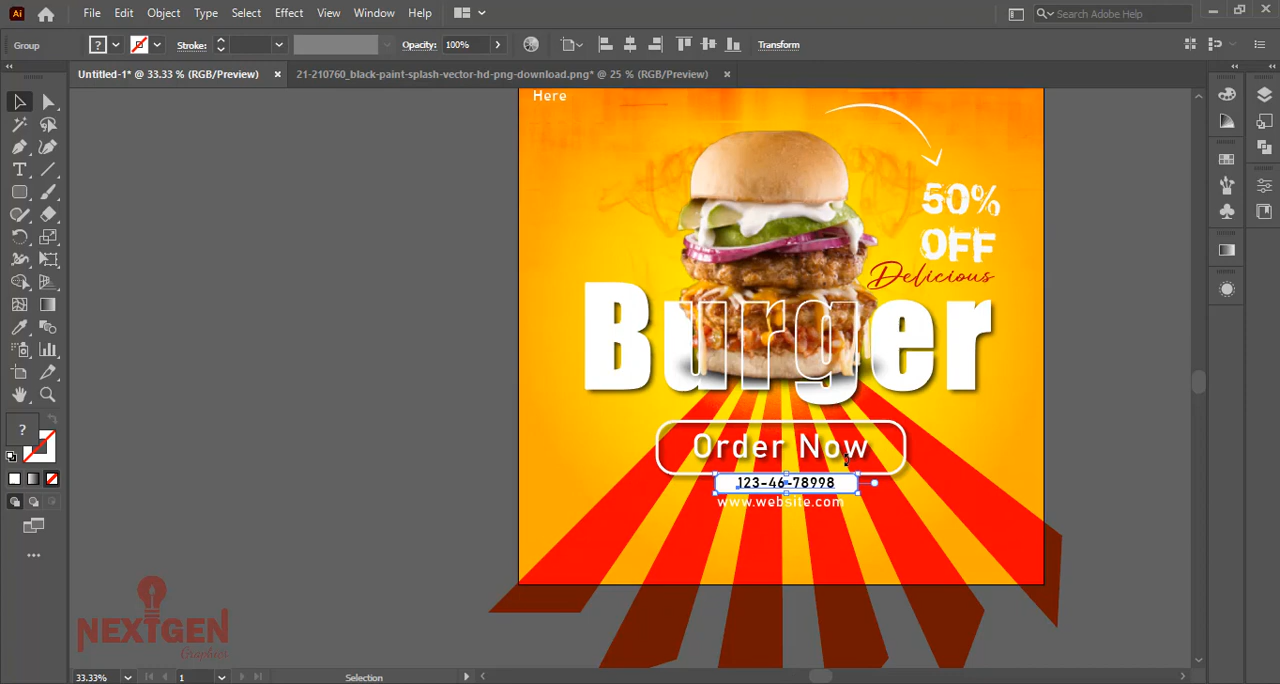 File Edit Object Type Select Effect View Window Help
Search Adobe Help
Group
Stroke:
Opacity: 100%
Transform
Untitled-1* @ 33.33 % (RGB/Preview)
21-210760_black-paint-splash-vector-hd-png-download.png* @ 25 % (RGB/Preview)
Here
50%
OFF
Delicious
Burger
Order Now
123-46-78998
www.website.com
NEXTGEN
Graphics
33.33%
1
Selection